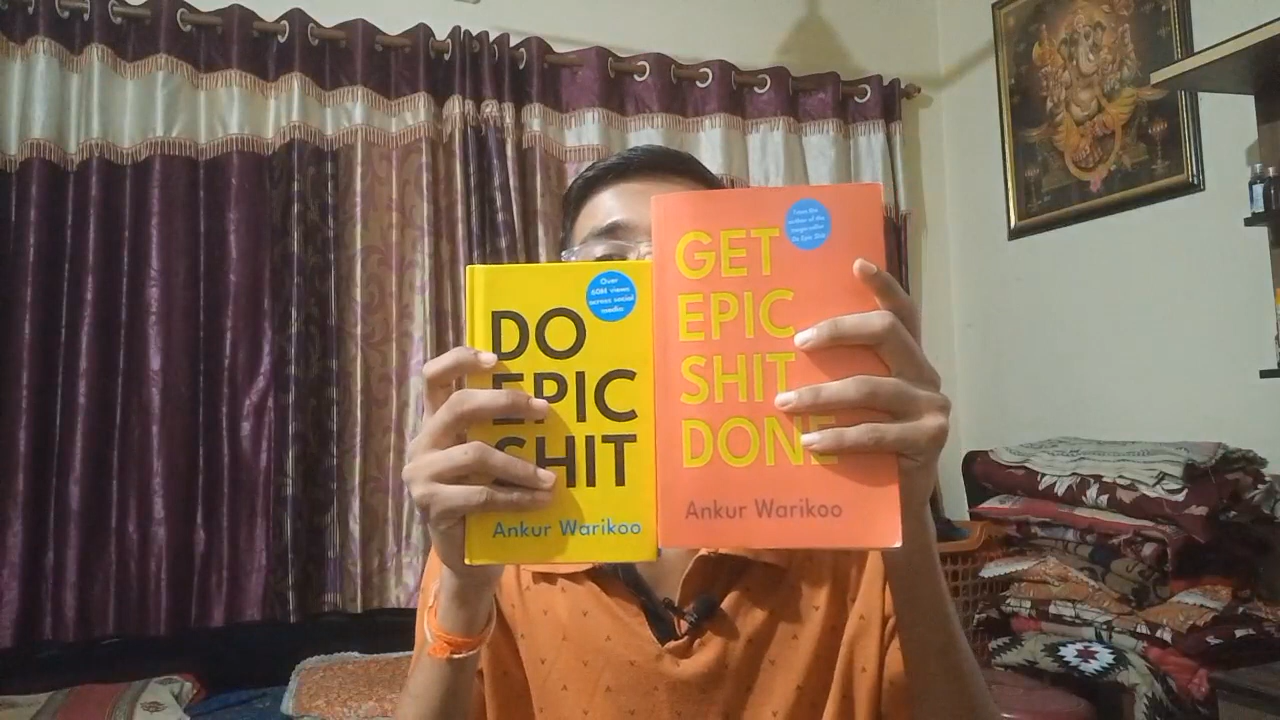 Over
60M views
across social
media
DO
EPIC
SHIT
Ankur Warikoo
From the
author of the
mega-seller
Do Epic Shit
GET
EPIC
SHIT
DONE
Ankur Warikoo